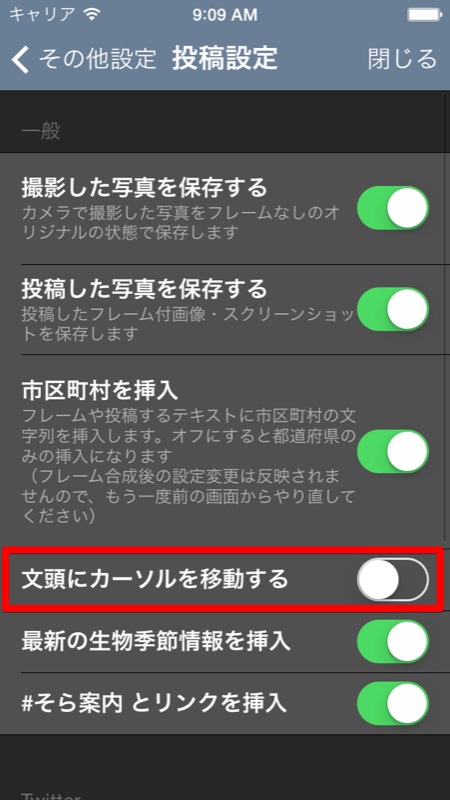 キャリア 9:09 AM
その他設定 投稿設定 閉じる
一般
撮影した写真を保存する
カメラで撮影した写真をフレームなしのオ
リジナルの状態で保存します
投稿した写真を保存する
投稿したフレーム付画像・スクリーンショッ
トを保存します
市区町村を挿入
フレームや投稿するテキストに市区町村の文
字列を挿入します。オフにすると都道府県の
みの挿入になります
（フレーム合成後の設定変更は反映されま
せんので、もう一度前の画面からやり直して
ください）
文頭にカーソルを移動する
最新の生物季節情報を挿入
#そら案内 とリンクを挿入
Twitter